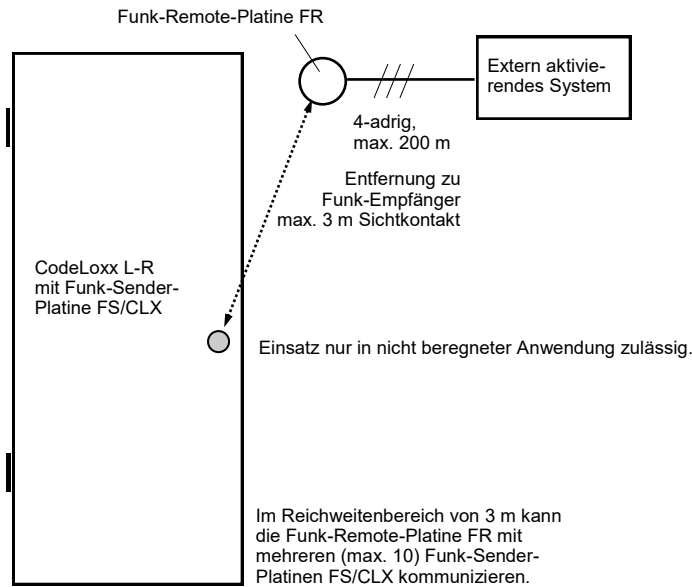 Funk-Remote-Platine FR
Extern aktivie-
rendes System
4-adrig,
max. 200 m
Entfernung zu
Funk-Empfänger
max. 3 m Sichtkontakt
CodeLoxx L-R
mit Funk-Sender-
Platine FS/CLX
Einsatz nur in nicht beregneter Anwendung zulässig.
Im Reichweitenbereich von 3 m kann
die Funk-Remote-Platine FR mit
mehreren (max. 10) Funk-Sender-
Platinen FS/CLX kommunizieren.